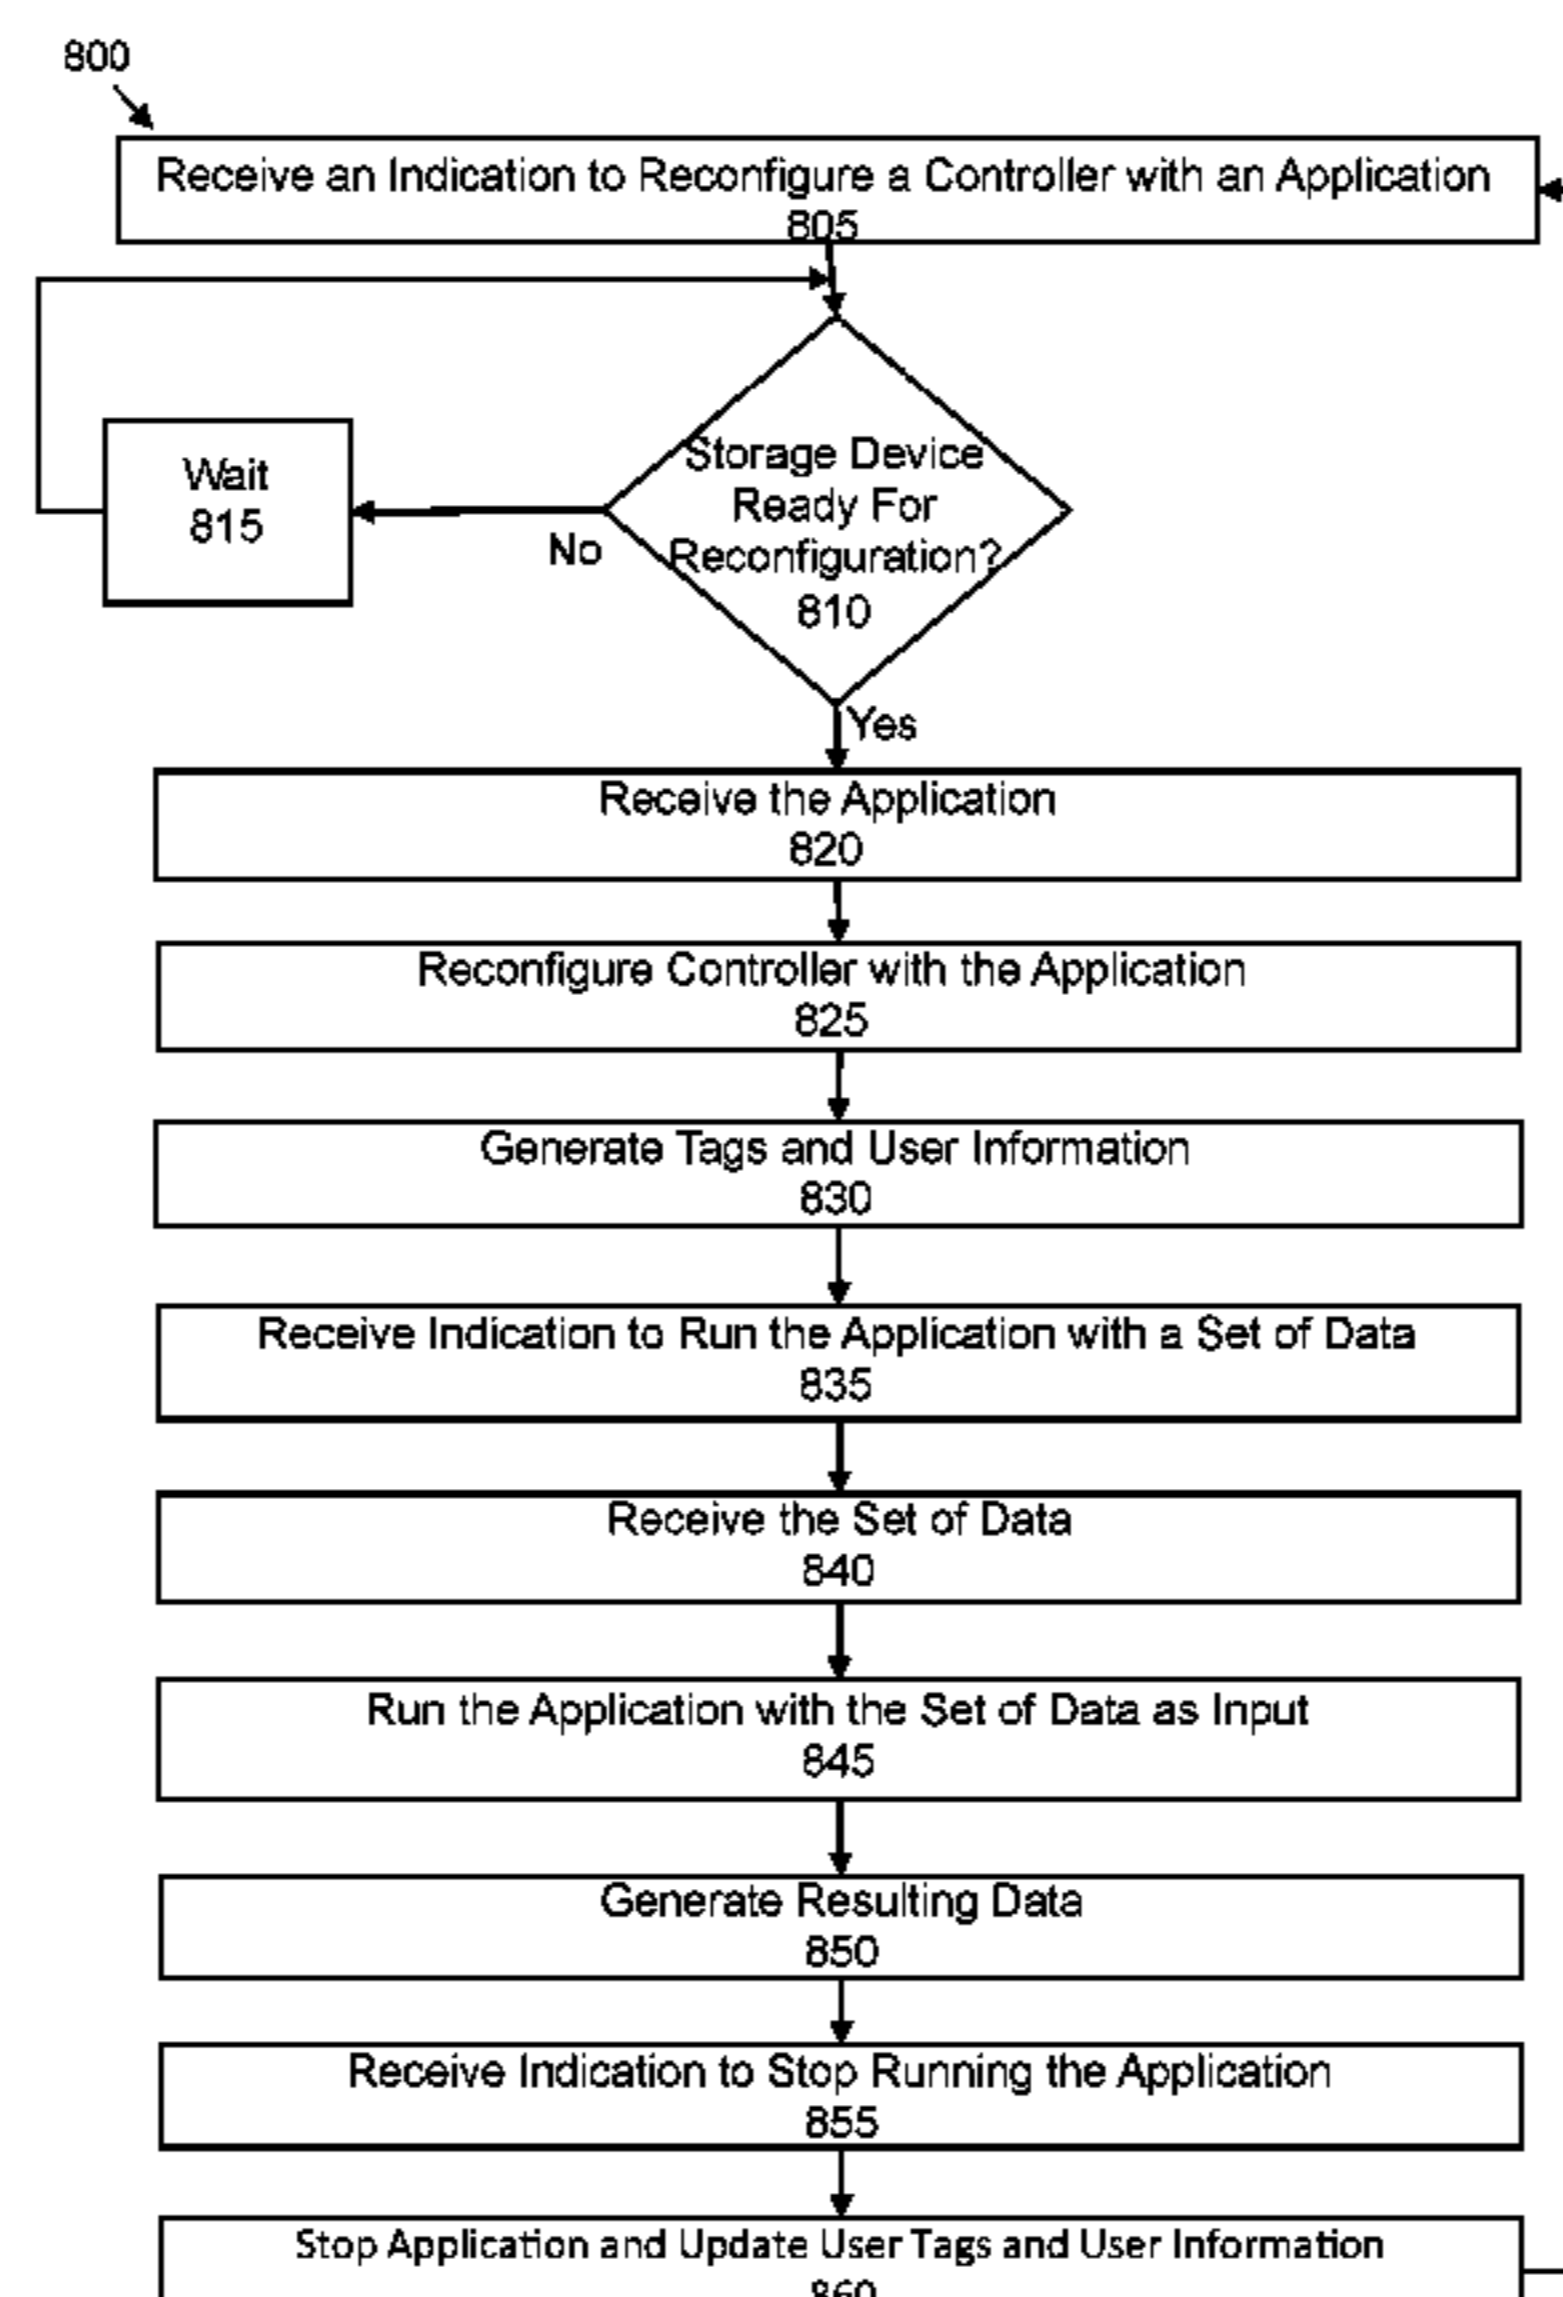 800
Receive an Indication to Reconfigure a Controller with an Application
805
Storage Device
Ready For
Reconfiguration?
810
Wait
815
No
Yes
Receive the Application
820
Reconfigure Controller with the Application
825
Generate Tags and User Information
830
Receive Indication to Run the Application with a Set of Data
835
Receive the Set of Data
840
Run the Application with the Set of Data as Input
845
Generate Resulting Data
850
Receive Indication to Stop Running the Application
855
Stop Application and Update User Tags and User Information
860